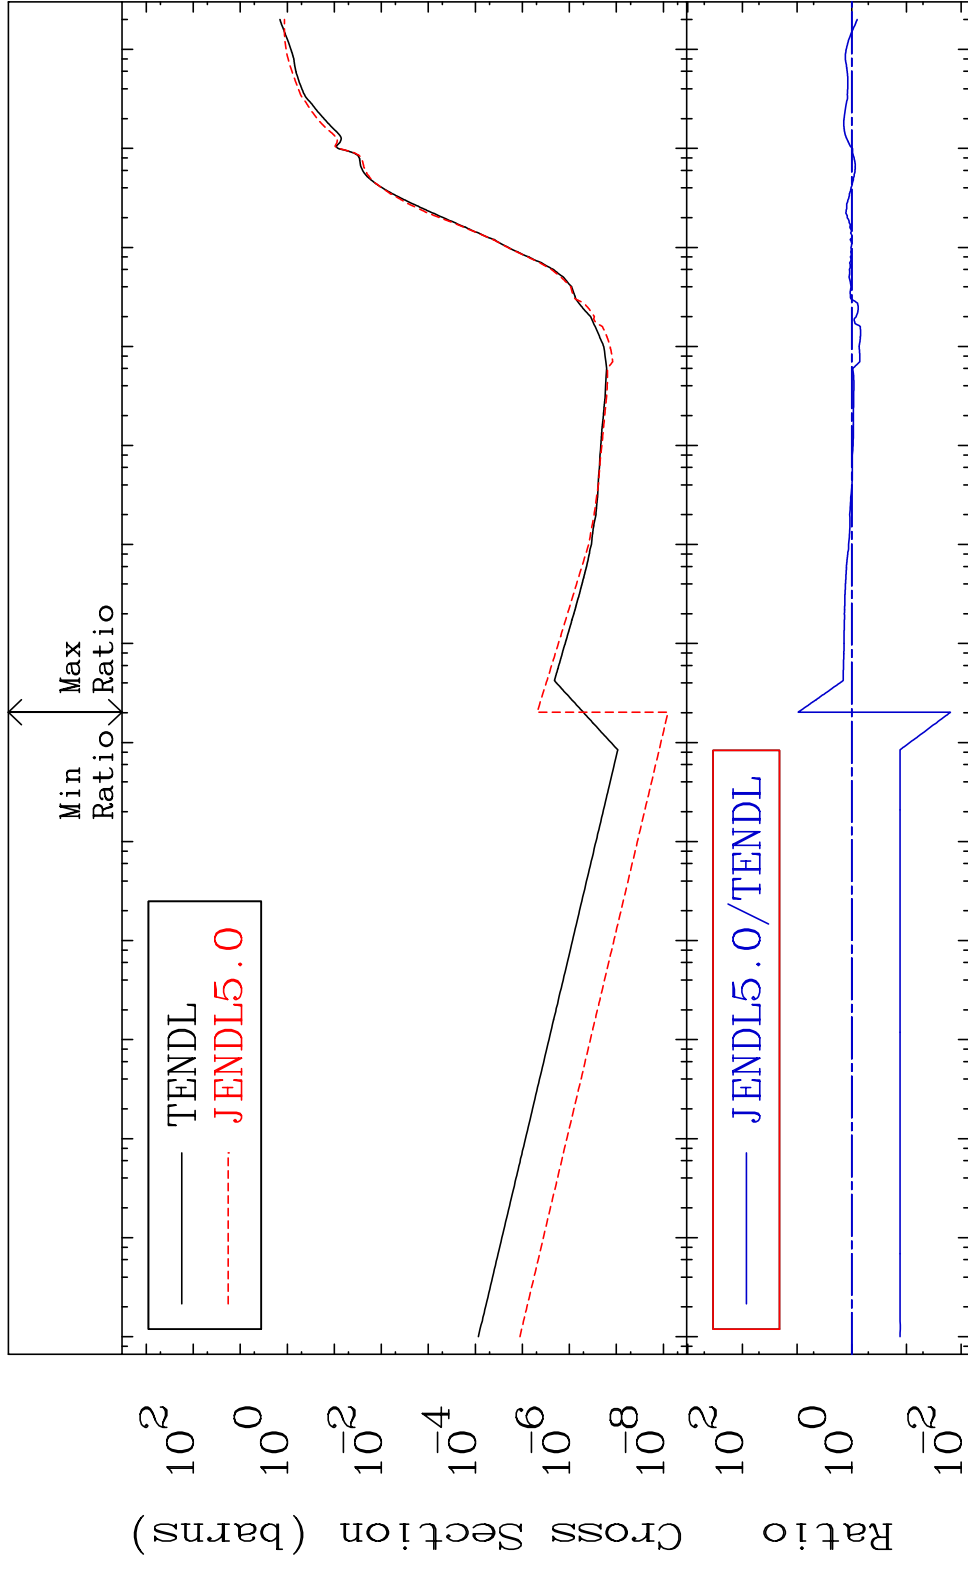 Min
Ratio
Max
Ratio
TENDL
JENDL5.0
JENDL5.0/TENDL
10^2
10^0
10^-2
10^-4
10^-6
10^-8
10^2
10^0
10^-2
Cross Section (barns)
Ratio